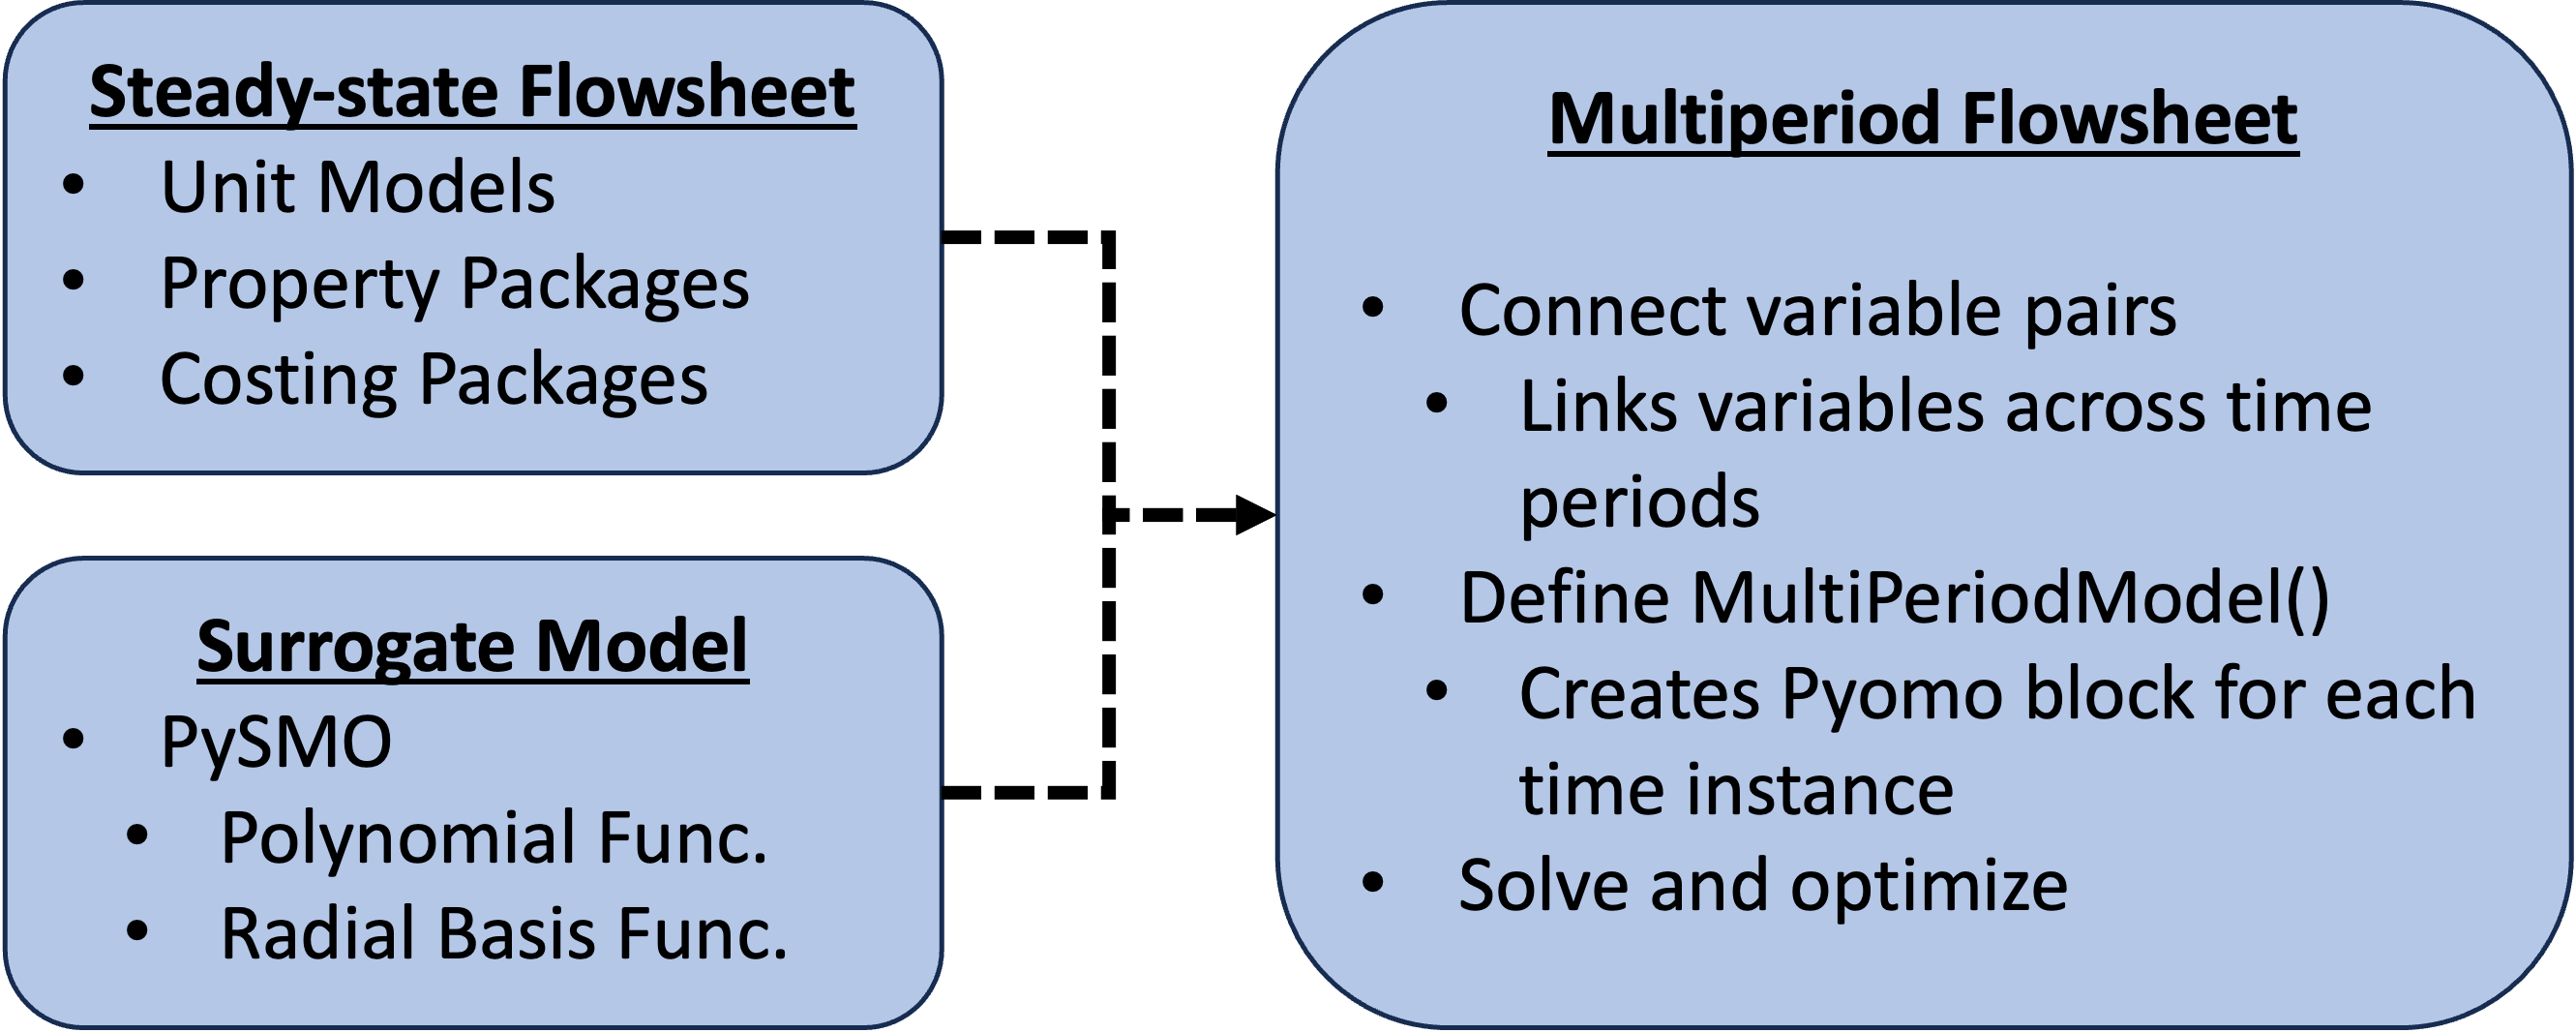 Steady-state Flowsheet
• Unit Models
• Property Packages
• Costing Packages
Surrogate Model
• PySMO
• Polynomial Func.
• Radial Basis Func.
Multiperiod Flowsheet
• Connect variable pairs
• Links variables across time
periods
• Define MultiPeriodModel()
• Creates Pyomo block for each
time instance
• Solve and optimize